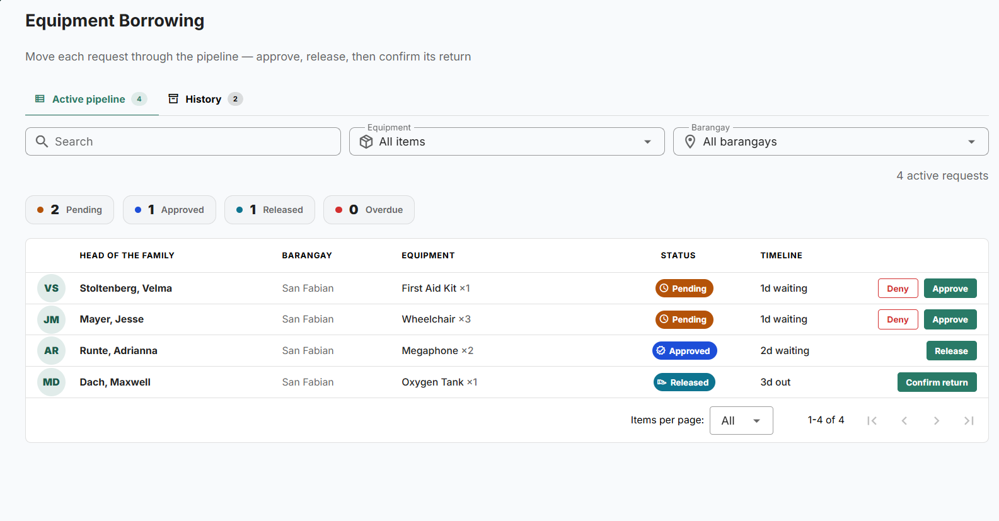 Equipment Borrowing
Move each request through the pipeline — approve, release, then confirm its return
Active pipeline 4 History 2
Search
Equipment
All items
Barangay
All barangays
4 active requests
2 Pending 1 Approved 1 Released 0 Overdue
HEAD OF THE FAMILY BARANGAY EQUIPMENT STATUS TIMELINE
VS Stoltenberg, Velma San Fabian First Aid Kit ×1 Pending 1d waiting Deny Approve
JM Mayer, Jesse San Fabian Wheelchair ×3 Pending 1d waiting Deny Approve
AR Runte, Adrianna San Fabian Megaphone ×2 Approved 2d waiting Release
MD Dach, Maxwell San Fabian Oxygen Tank ×1 Released 3d out Confirm return
Items per page: All 1-4 of 4